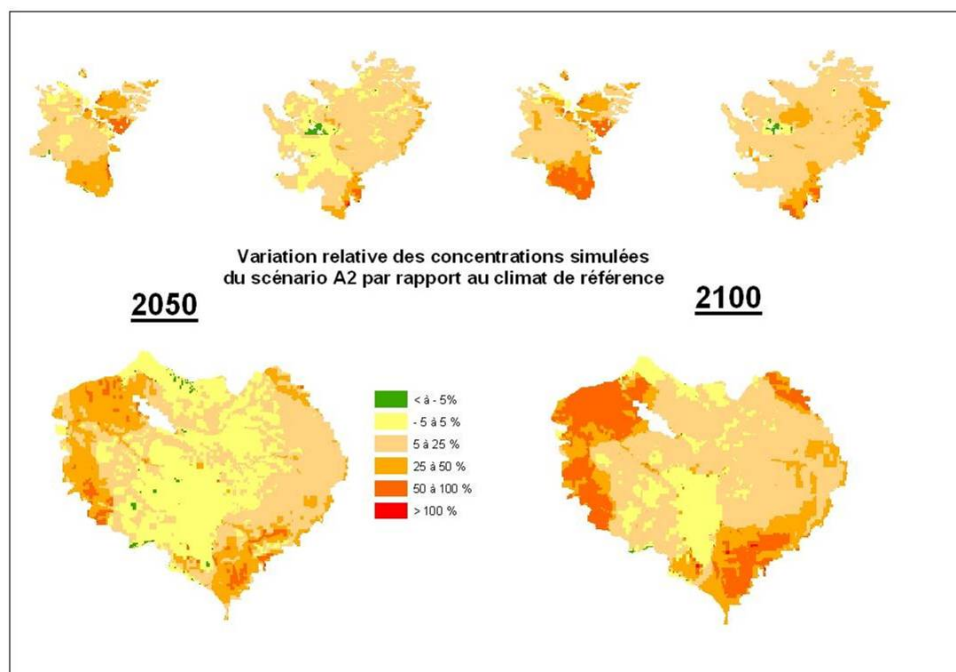 Variation relative des concentrations simulées
du scénario A2 par rapport au climat de référence
2050
2100
< à - 5%
- 5 à 5%
5 à 25 %
25 à 50 %
50 à 100 %
> 100 %